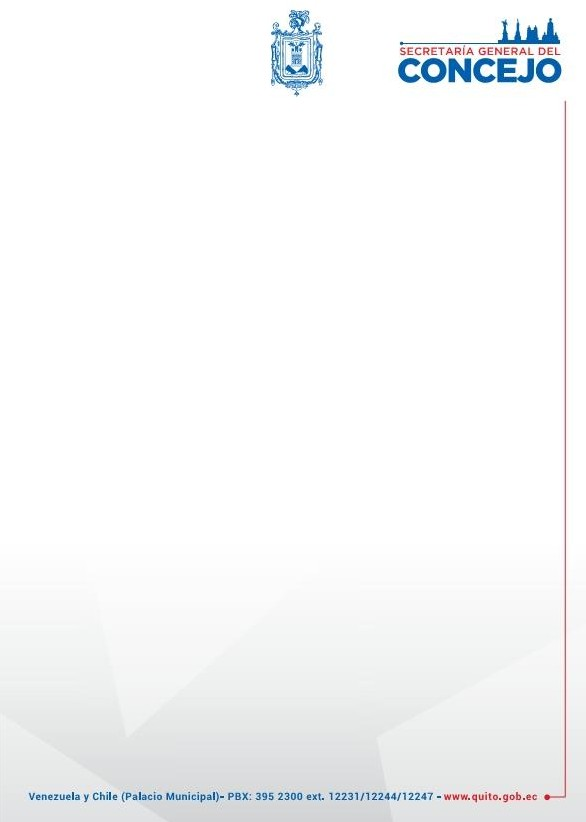 SECRETARÍA GENERAL DEL
CONCEJO
Venezuela y Chile (Palacio Municipal)- PBX: 395 2300 ext. 12231/12244/12247 - www.quito.gob.ec